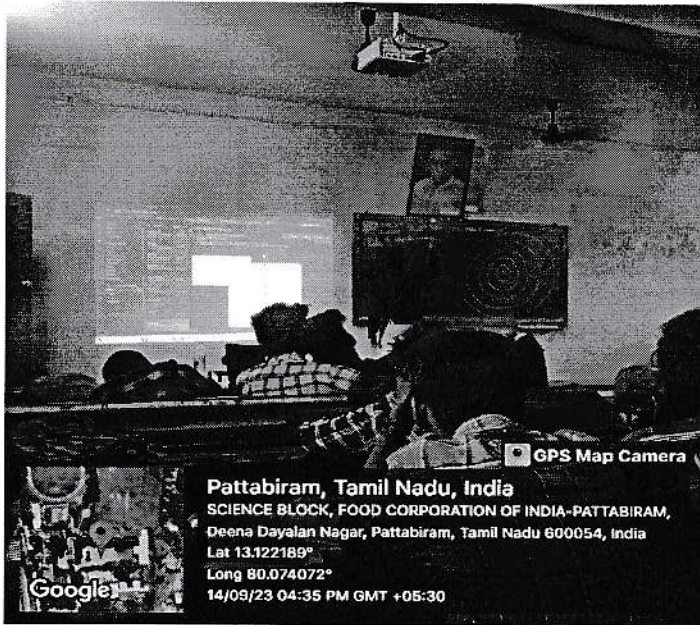 GPS Map Camera
Pattabiram, Tamil Nadu, India
SCIENCE BLOCK, FOOD CORPORATION OF INDIA-PATTABIRAM,
Deena Dayalan Nagar, Pattabiram, Tamil Nadu 600054, India
Lat 13.122189°
Long 80.074072°
14/09/23 04:35 PM GMT +05:30
Google